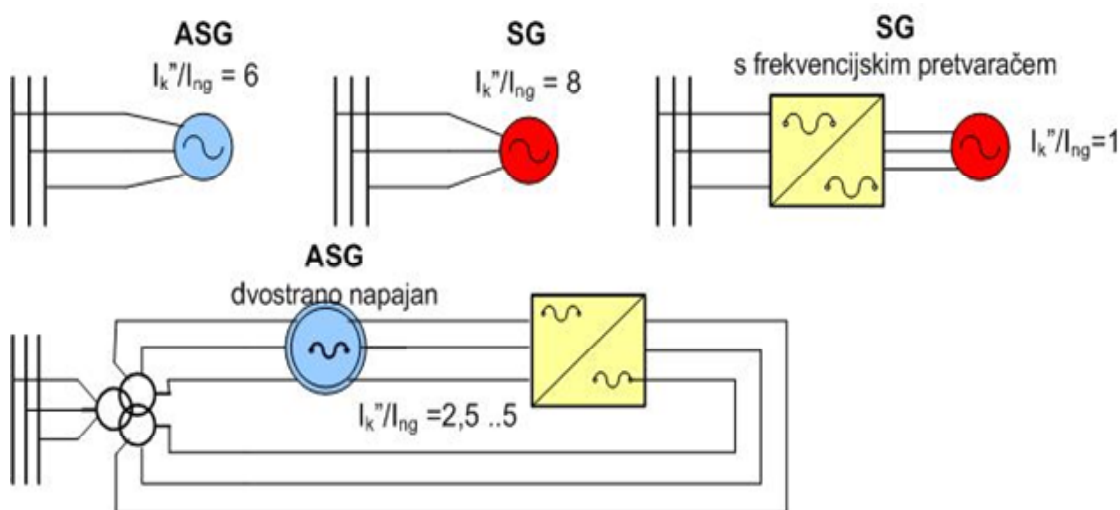 ASG
Iₖ"/Iₙg = 6
SG
Iₖ"/Iₙg = 8
SG
s frekvencijskim pretvaračem
Iₖ"/Iₙg=1
ASG
dvostrano napajan
Iₖ"/Iₙg =2,5 ..5